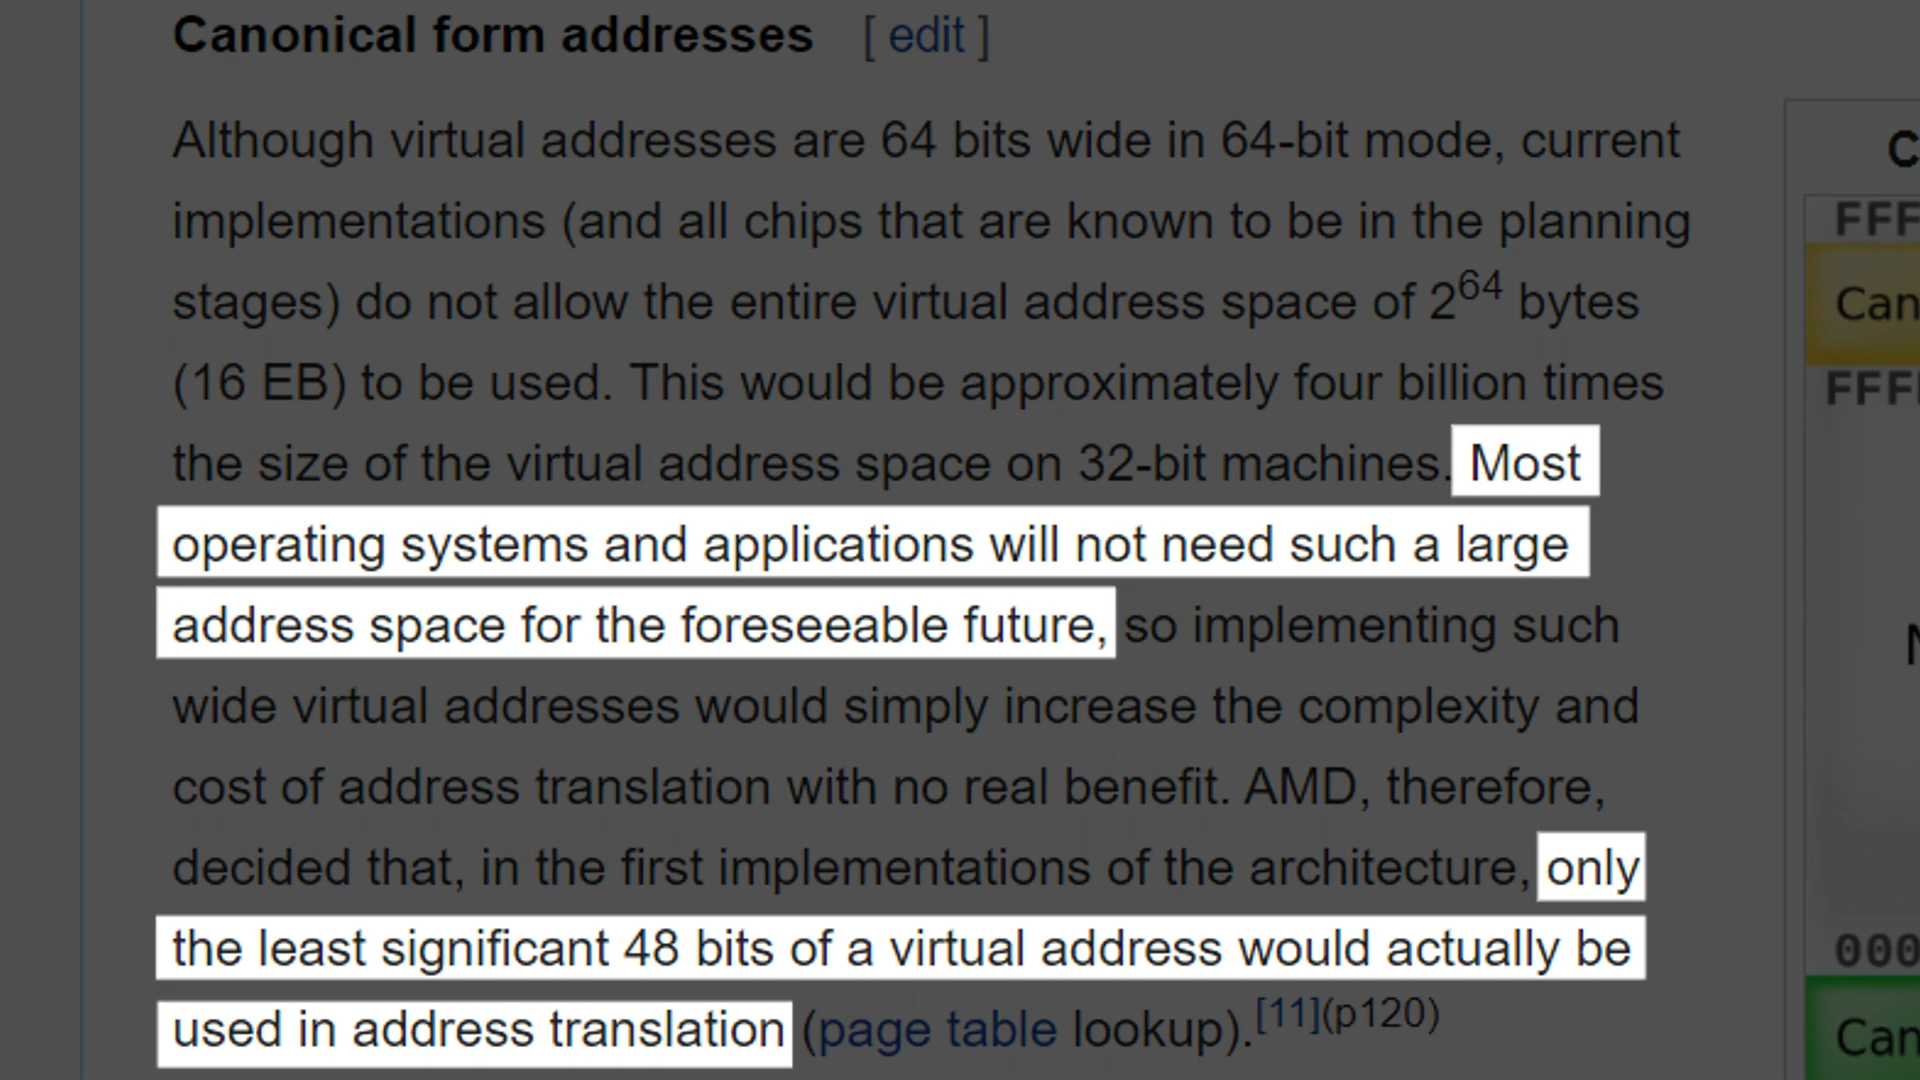 Canonical form addresses [ edit ]
Although virtual addresses are 64 bits wide in 64-bit mode, current
implementations (and all chips that are known to be in the planning
stages) do not allow the entire virtual address space of 2⁶⁴ bytes
(16 EB) to be used. This would be approximately four billion times
the size of the virtual address space on 32-bit machines. Most
operating systems and applications will not need such a large
address space for the foreseeable future, so implementing such
wide virtual addresses would simply increase the complexity and
cost of address translation with no real benefit. AMD, therefore,
decided that, in the first implementations of the architecture, only
the least significant 48 bits of a virtual address would actually be
used in address translation (page table lookup).[11](p120)
C
FFF
Can
FFF
N
000
Can